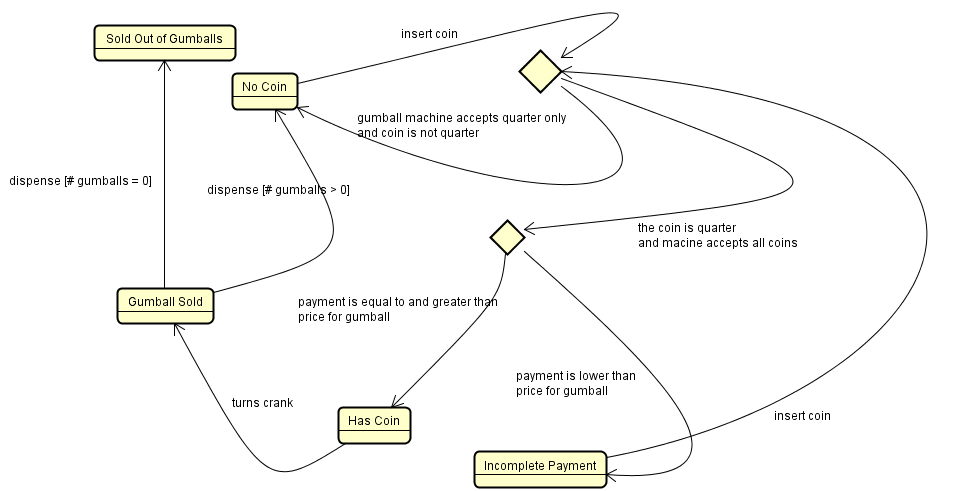 insert coin
Sold Out of Gumballs
No Coin
gumball machine accepts quarter only
and coin is not quarter
dispense [# gumballs = 0]
dispense [# gumballs > 0]
the coin is quarter
and macine accepts all coins
Gumball Sold
payment is equal to and greater than
price for gumball
payment is lower than
price for gumball
turns crank
insert coin
Has Coin
Incomplete Payment